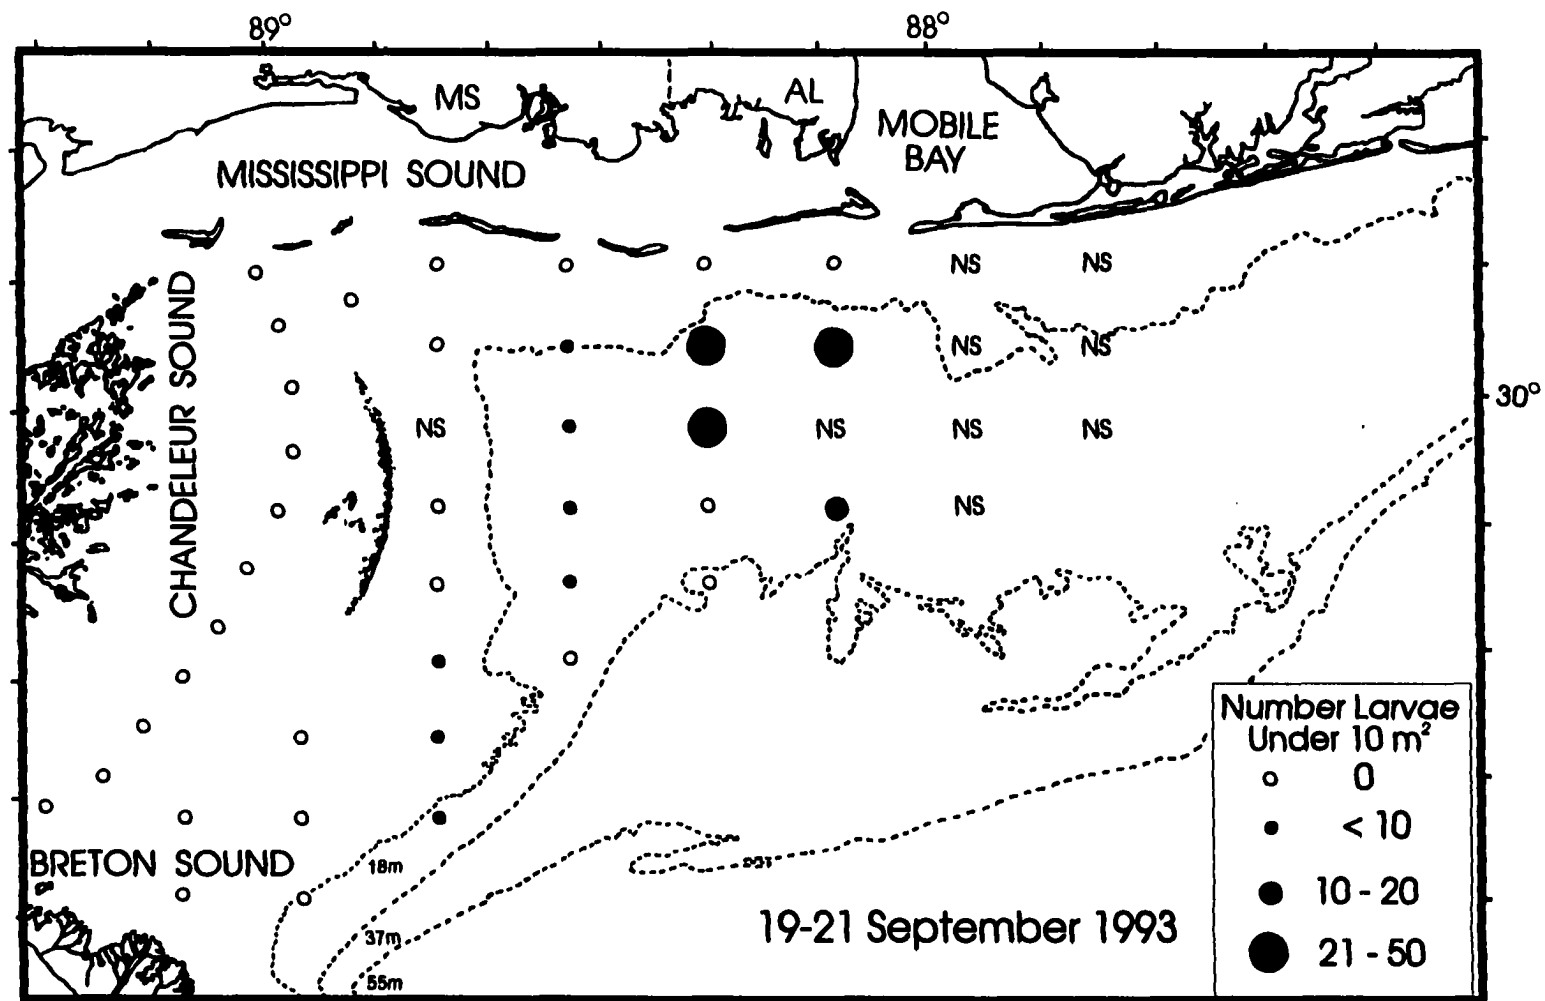 89° 88°
MS AL
MOBILE
BAY
MISSISSIPPI SOUND
NS NS
CHANDELEUR SOUND
NS NS
30°
NS NS NS NS
NS
Number Larvae
Under 10 m²
0
< 10
10 - 20
21 - 50
BRETON SOUND
18m
37m
55m
19-21 September 1993